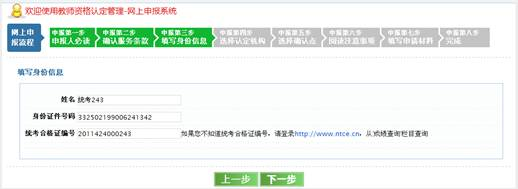 欢迎使用教师资格认定管理-网上申报系统
网上申报流程
申报第一步 申报第二步 申报第三步 申报第四步 申报第五步 申报第六步 申报第七步 申报第八步
申报人必读 确认服务条款 填写身份信息 选择认定机构 选择确认点 阅读注意事项 填写申请材料 完成
填写身份信息
姓名 统考243
身份证件号码 332502199006241342
统考合格证编号 2011424000243 如果您不知道统考合格证编号，请登录http://www.ntce.cn，从成绩查询栏目查询
上一步 下一步